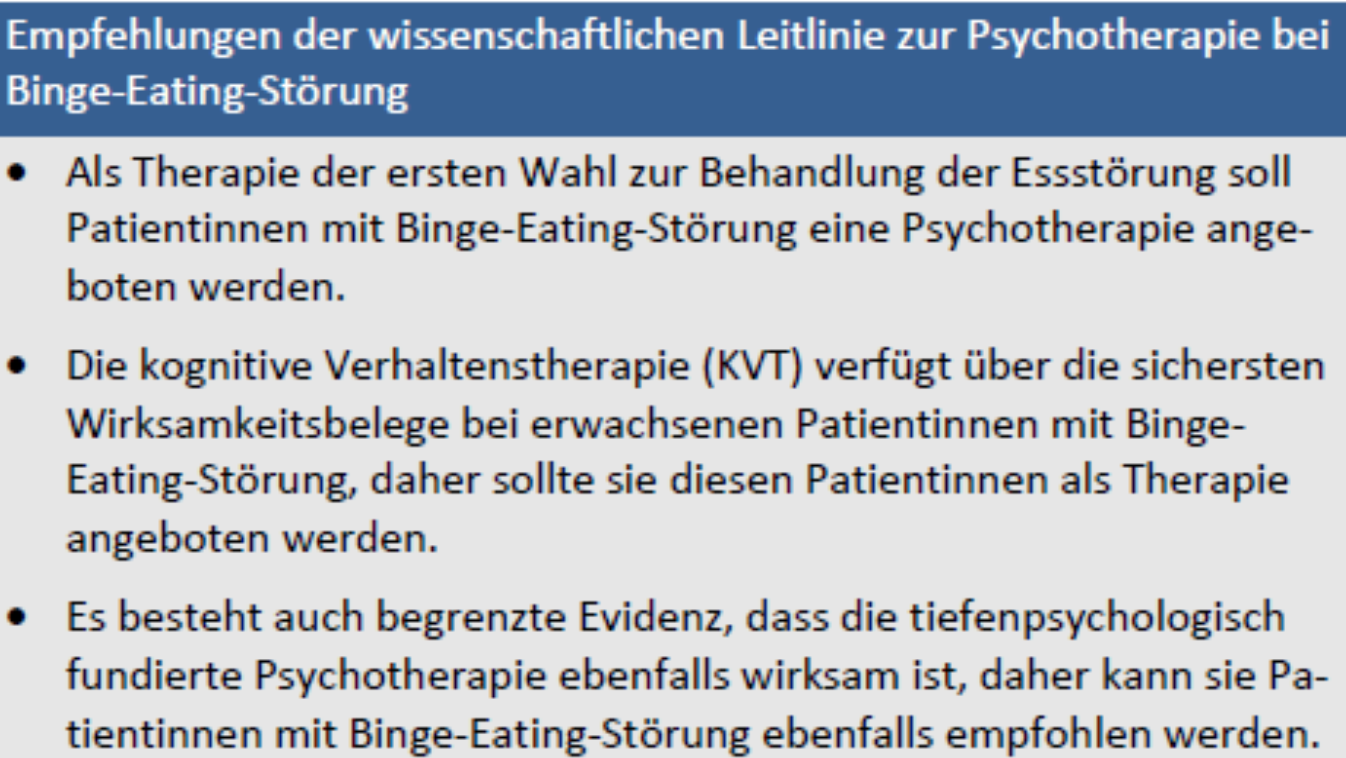 Empfehlungen der wissenschaftlichen Leitlinie zur Psychotherapie bei
Binge-Eating-Störung
• Als Therapie der ersten Wahl zur Behandlung der Essstörung soll
Patientinnen mit Binge-Eating-Störung eine Psychotherapie ange-
boten werden.
• Die kognitive Verhaltenstherapie (KVT) verfügt über die sichersten
Wirksamkeitsbelege bei erwachsenen Patientinnen mit Binge-
Eating-Störung, daher sollte sie diesen Patientinnen als Therapie
angeboten werden.
• Es besteht auch begrenzte Evidenz, dass die tiefenpsychologisch
fundierte Psychotherapie ebenfalls wirksam ist, daher kann sie Pa-
tientinnen mit Binge-Eating-Störung ebenfalls empfohlen werden.